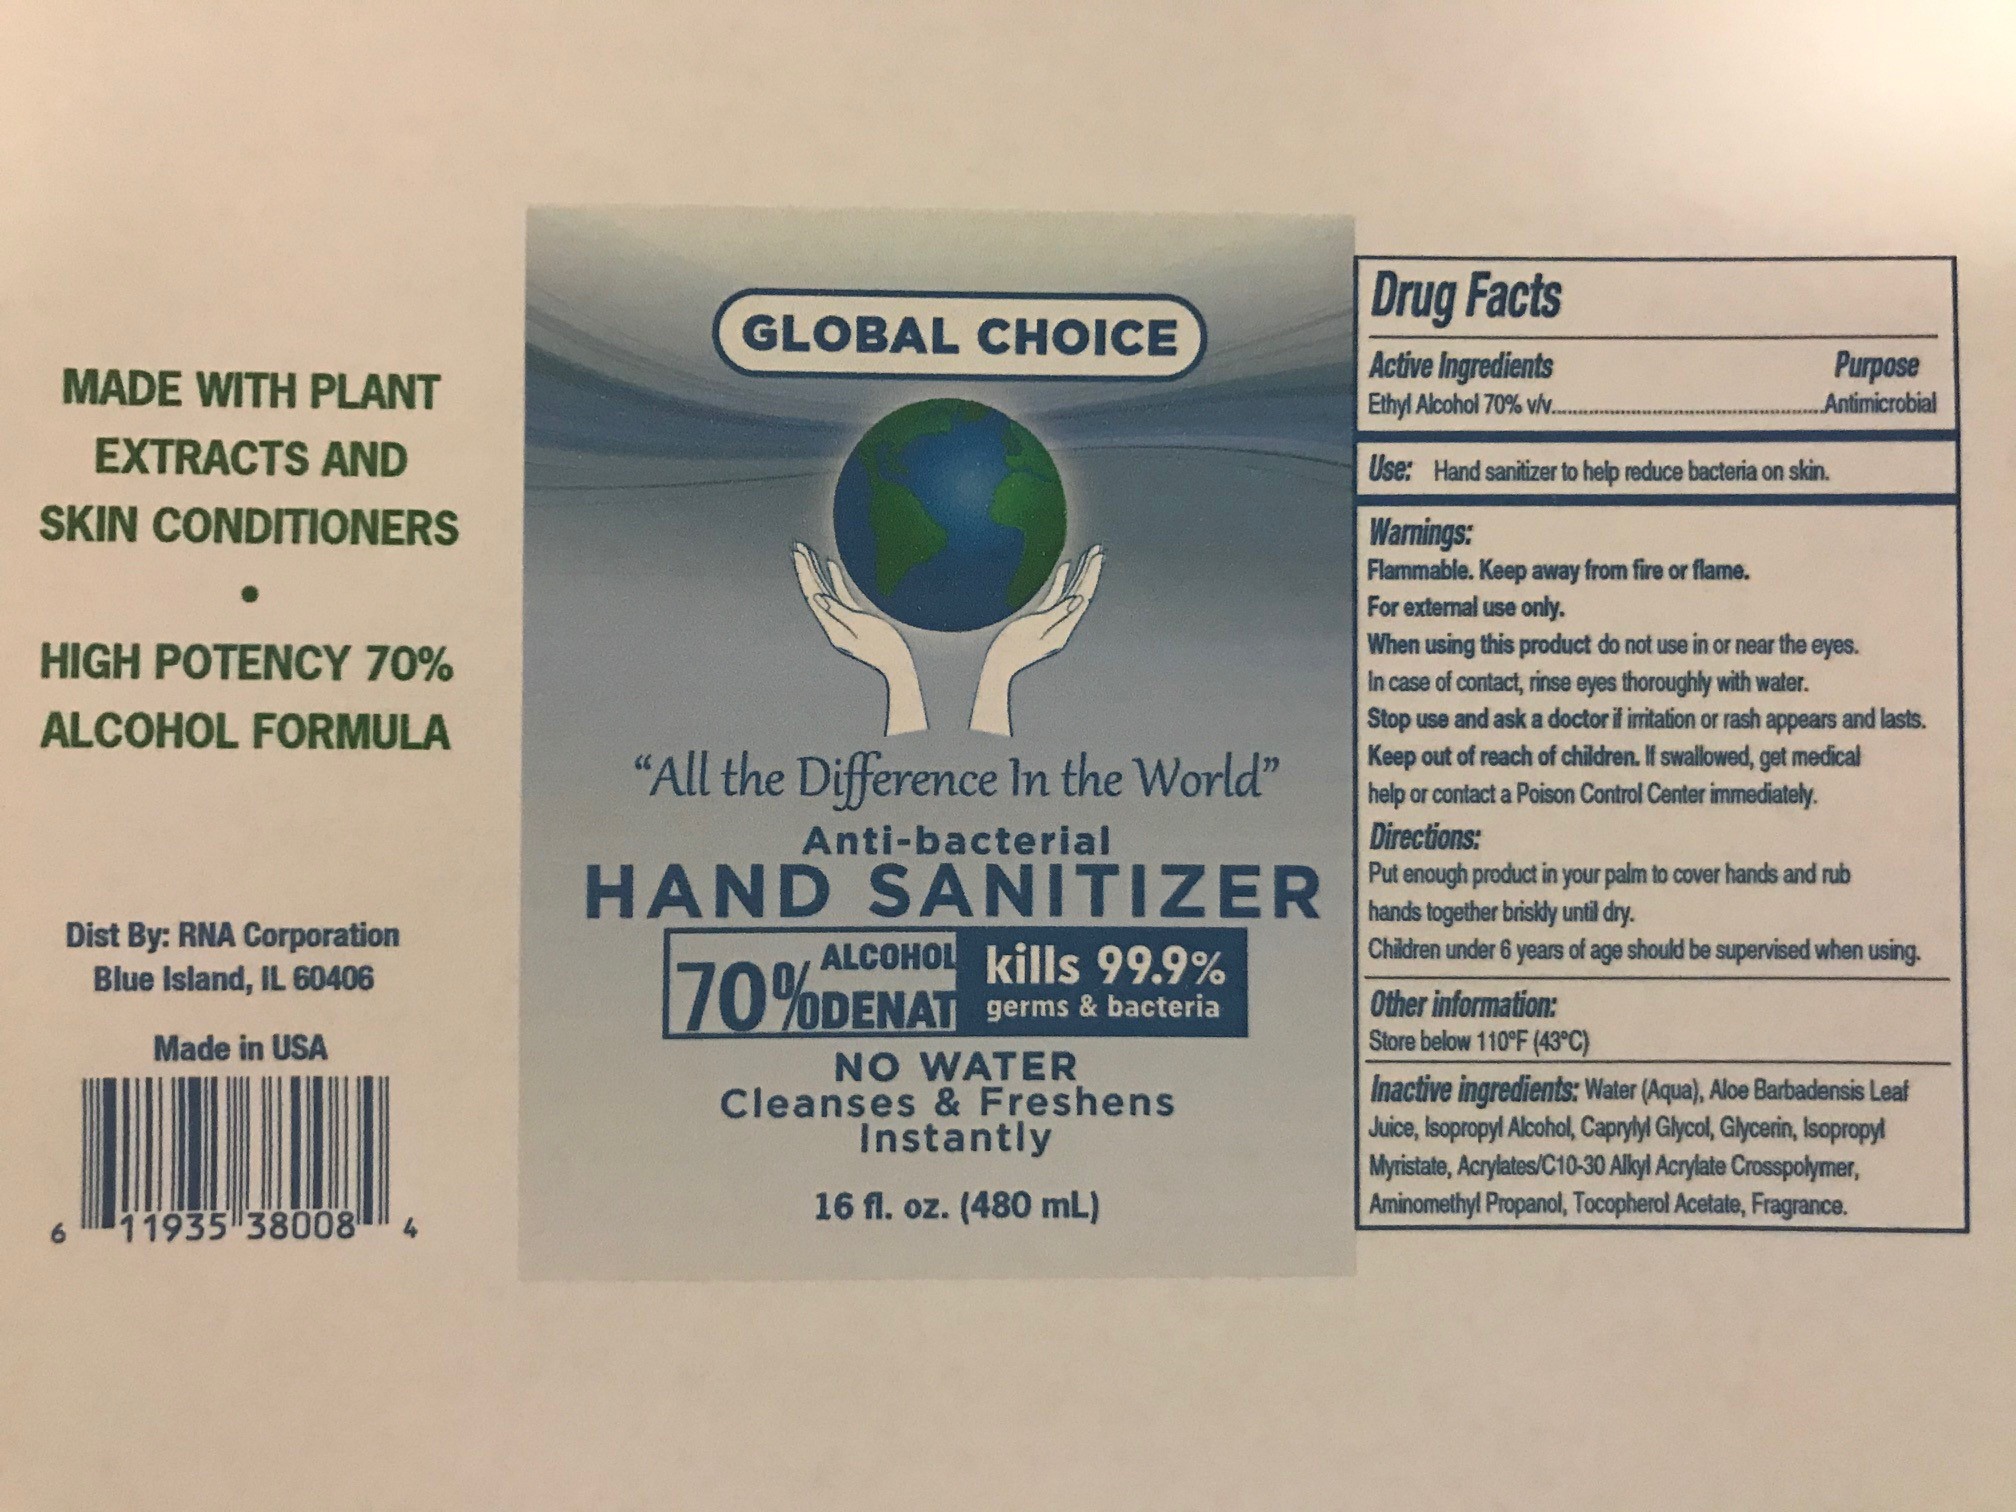 MADE WITH PLANT
EXTRACTS AND
SKIN CONDITIONERS
•
HIGH POTENCY 70%
ALCOHOL FORMULA
Dist By: RNA Corporation
Blue Island, IL 60406
Made in USA
6 11935 38008 4
GLOBAL CHOICE
“All the Difference In the World”
Anti-bacterial
HAND SANITIZER
70% ALCOHOL DENAT
kills 99.9%
germs & bacteria
NO WATER
Cleanses & Freshens
Instantly
16 fl. oz. (480 mL)
Drug Facts
Active Ingredients Purpose
Ethyl Alcohol 70% v/v..........................................................Antimicrobial
Use: Hand sanitizer to help reduce bacteria on skin.
Warnings:
Flammable. Keep away from fire or flame.
For external use only.
When using this product do not use in or near the eyes.
In case of contact, rinse eyes thoroughly with water.
Stop use and ask a doctor if irritation or rash appears and lasts.
Keep out of reach of children. If swallowed, get medical
help or contact a Poison Control Center immediately.
Directions:
Put enough product in your palm to cover hands and rub
hands together briskly until dry.
Children under 6 years of age should be supervised when using.
Other information:
Store below 110°F (43°C)
Inactive ingredients: Water (Aqua), Aloe Barbadensis Leaf
Juice, Isopropyl Alcohol, Caprylyl Glycol, Glycerin, Isopropyl
Myristate, Acrylates/C10-30 Alkyl Acrylate Crosspolymer,
Aminomethyl Propanol, Tocopherol Acetate, Fragrance.